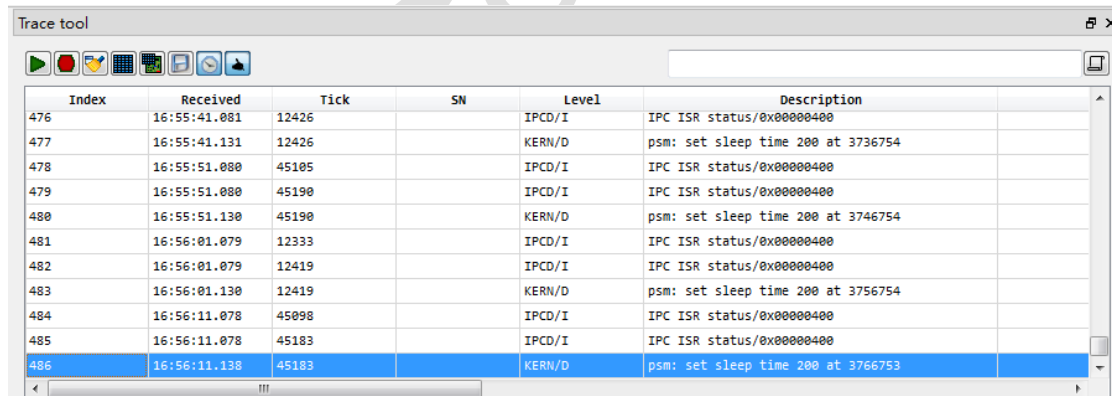 Trace tool
Index Received Tick SN Level Description
476 16:55:41.081 12426 IPCD/I IPC ISR status/0x00000400
477 16:55:41.131 12426 KERN/D psm: set sleep time 200 at 3736754
478 16:55:51.080 45105 IPCD/I IPC ISR status/0x00000400
479 16:55:51.080 45190 IPCD/I IPC ISR status/0x00000400
480 16:55:51.130 45190 KERN/D psm: set sleep time 200 at 3746754
481 16:56:01.079 12333 IPCD/I IPC ISR status/0x00000400
482 16:56:01.079 12419 IPCD/I IPC ISR status/0x00000400
483 16:56:01.130 12419 KERN/D psm: set sleep time 200 at 3756754
484 16:56:11.078 45098 IPCD/I IPC ISR status/0x00000400
485 16:56:11.078 45183 IPCD/I IPC ISR status/0x00000400
486 16:56:11.138 45183 KERN/D psm: set sleep time 200 at 3766753